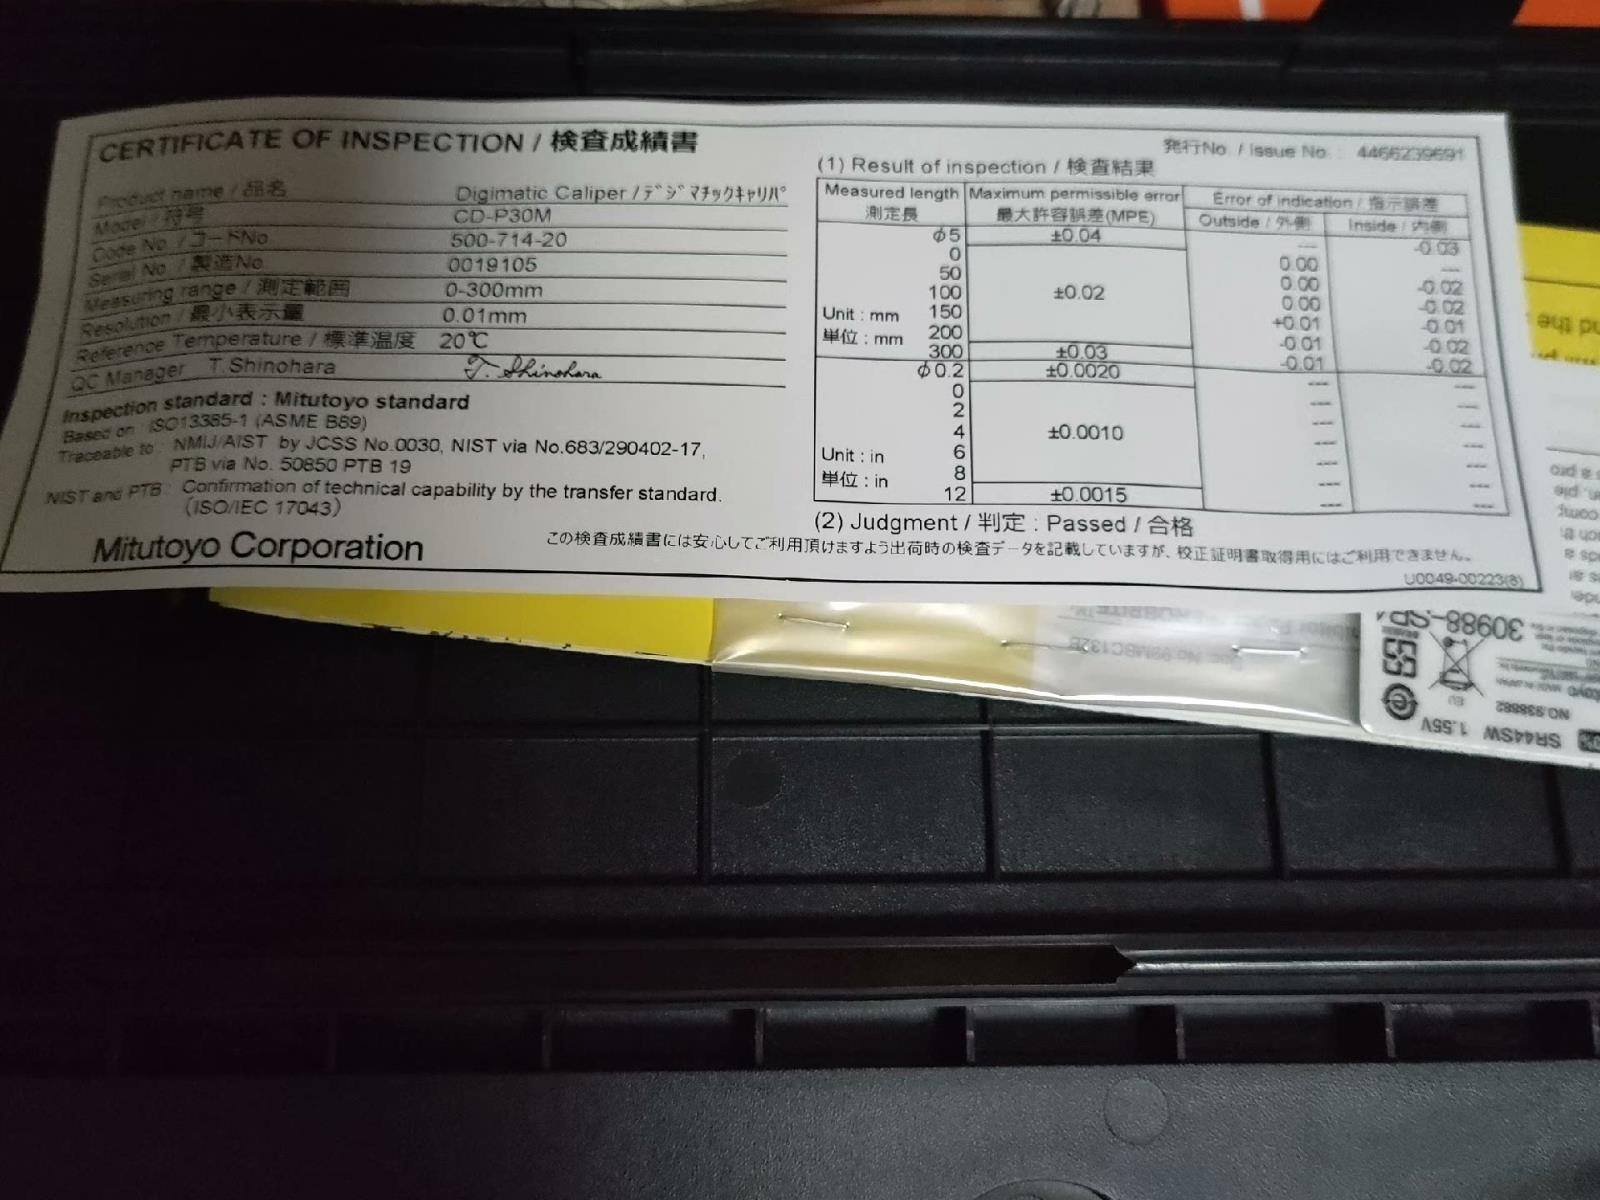 CERTIFICATE OF INSPECTION / 検査成績書
Product name / 品名 Digimatic Caliper / ﾃﾞｼﾞﾏﾁｯｸｷｬﾘﾊﾟ
Model / 符号 CD-P30M
Code No. / コードNo. 500-714-20
Serial No. / 製造No. 0019105
Measuring range / 測定範囲 0-300mm
Resolution / 最小表示量 0.01mm
Reference Temperature / 標準温度 20℃
QC Manager T.Shinohara T. Shinohara
Inspection standard : Mitutoyo standard
Based on : ISO13385-1 (ASME B89)
Traceable to : NMIJ/AIST by JCSS No.0030, NIST via No.683/290402-17,
PTB via No. 50850 PTB 19
NIST and PTB : Confirmation of technical capability by the transfer standard.
(ISO/IEC 17043)
Mitutoyo Corporation
発行No. / Issue No. : 4466239691
(1) Result of inspection / 検査結果
Measured length Maximum permissible error Error of indication / 指示誤差
測定長 最大許容誤差(MPE) Outside / 外側 Inside / 内側
φ5 ±0.04 --- -0.03
0 0.00 ---
50 0.00 -0.02
100 ±0.02 0.00 -0.02
Unit : mm 150 +0.01 -0.01
単位 : mm 200 -0.01 -0.02
300 ±0.03 -0.01 -0.02
φ0.2 ±0.0020 --- ---
0 --- ---
2 --- ---
4 ±0.0010 --- ---
Unit : in 6 --- ---
単位 : in 8 --- ---
12 ±0.0015 --- ---
(2) Judgment / 判定 : Passed / 合格
この検査成績書には安心してご利用頂けますよう出荷時の検査データを記載していますが、校正証明書取得用にはご利用できません。
U0049-00223(8)
Doc. No.99MBC132B
30988-SP
EU
NO.938882
SR44SW 1.55V